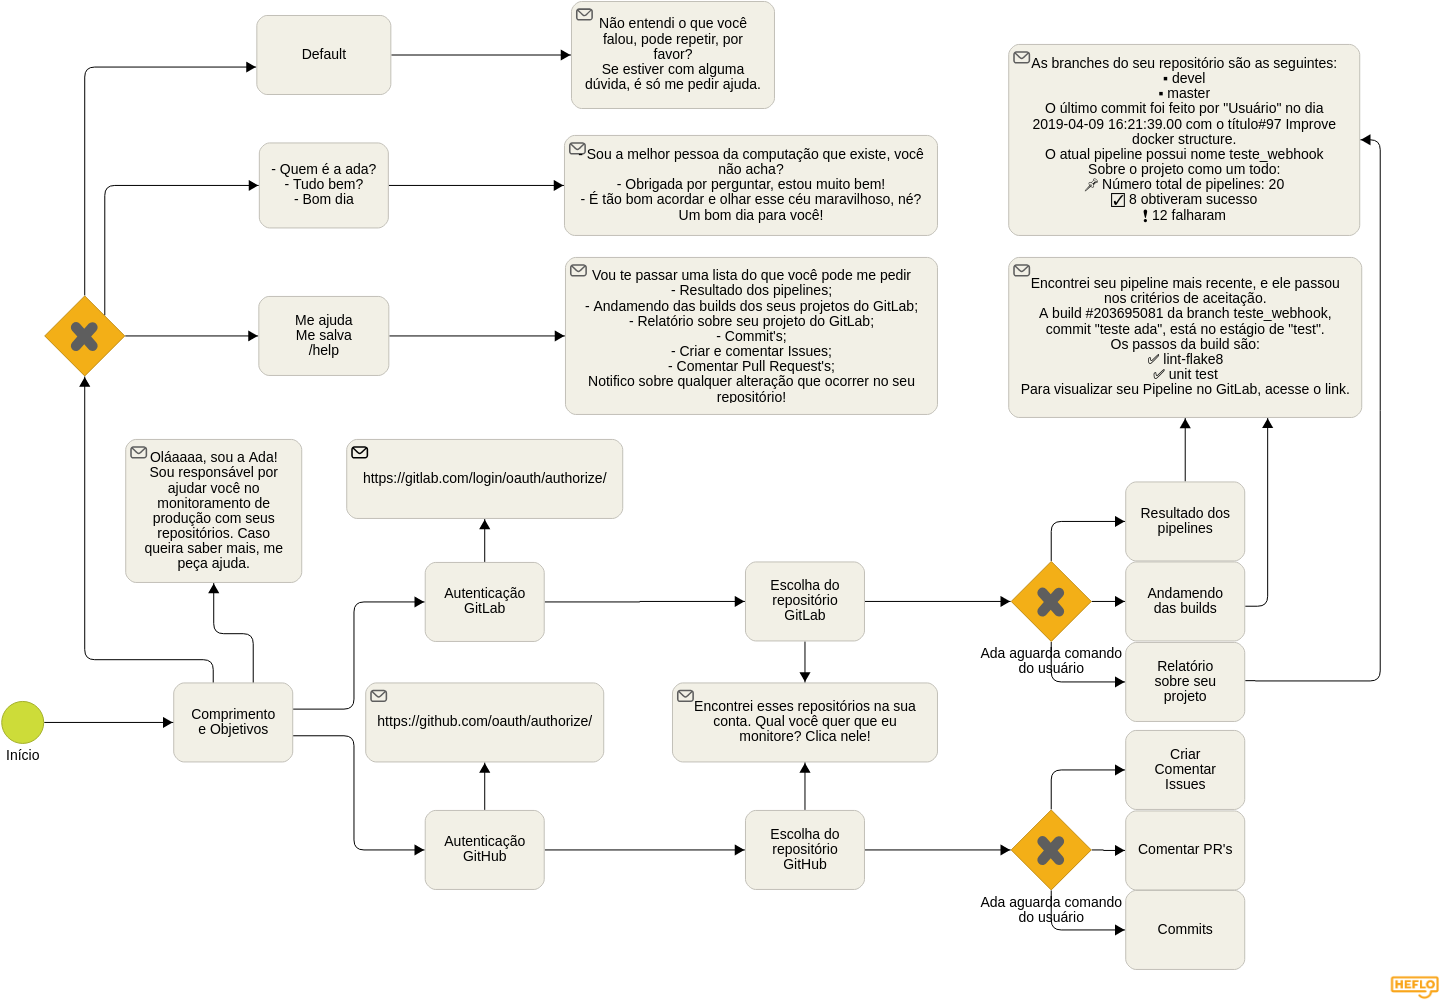 Default
Não entendi o que você
falou, pode repetir, por
favor?
Se estiver com alguma
dúvida, é só me pedir ajuda.
- Quem é a ada?
- Tudo bem?
- Bom dia
- Sou a melhor pessoa da computação que existe, você
não acha?
- Obrigada por perguntar, estou muito bem!
- É tão bom acordar e olhar esse céu maravilhoso, né?
Um bom dia para você!
Me ajuda
Me salva
/help
Vou te passar uma lista do que você pode me pedir
- Resultado dos pipelines;
- Andamendo das builds dos seus projetos do GitLab;
- Relatório sobre seu projeto do GitLab;
- Commit's;
- Criar e comentar Issues;
- Comentar Pull Request's;
Notifico sobre qualquer alteração que ocorrer no seu
repositório!
As branches do seu repositório são as seguintes:
▪ devel
▪ master
O último commit foi feito por "Usuário" no dia
2019-04-09 16:21:39.00 com o título#97 Improve
docker structure.
O atual pipeline possui nome teste_webhook
Sobre o projeto como um todo:
Número total de pipelines: 20
☑ 8 obtiveram sucesso
❗ 12 falharam
Encontrei seu pipeline mais recente, e ele passou
nos critérios de aceitação.
A build #203695081 da branch teste_webhook,
commit "teste ada", está no estágio de "test".
Os passos da build são:
✅ lint-flake8
✅ unit test
Para visualizar seu Pipeline no GitLab, acesse o link.
Oláaaaa, sou a Ada!
Sou responsável por
ajudar você no
monitoramento de
produção com seus
repositórios. Caso
queira saber mais, me
peça ajuda.
https://gitlab.com/login/oauth/authorize/
Autenticação
GitLab
Escolha do
repositório
GitLab
Ada aguarda comando
do usuário
Resultado dos
pipelines
Andamendo
das builds
Relatório
sobre seu
projeto
Início
Comprimento
e Objetivos
https://github.com/oauth/authorize/
Encontrei esses repositórios na sua
conta. Qual você quer que eu
monitore? Clica nele!
Autenticação
GitHub
Escolha do
repositório
GitHub
Ada aguarda comando
do usuário
Criar
Comentar
Issues
Comentar PR's
Commits
HEFLO